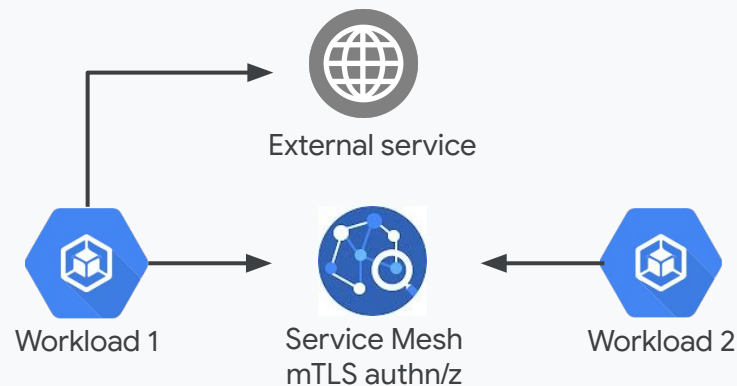 External service
Workload 1
Service Mesh
mTLS authn/z
Workload 2